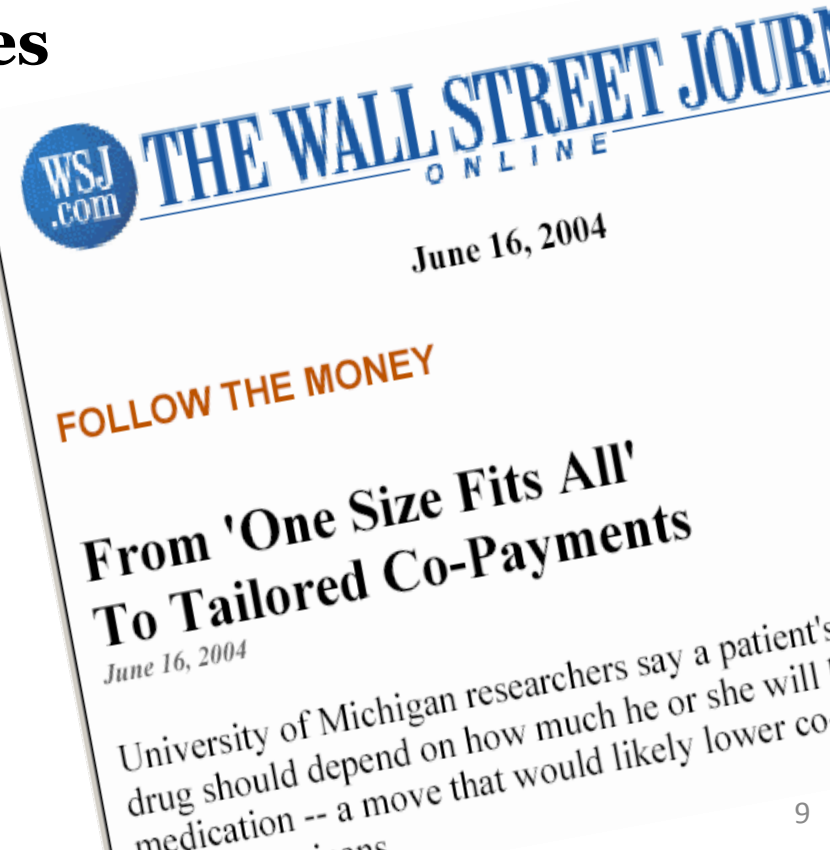 es
WSJ
.com
THE WALL STREET JOURN
ONLINE
June 16, 2004
FOLLOW THE MONEY
From 'One Size Fits All'
To Tailored Co-Payments
June 16, 2004
University of Michigan researchers say a patient's
drug should depend on how much he or she will
medication -- a move that would likely lower co
9